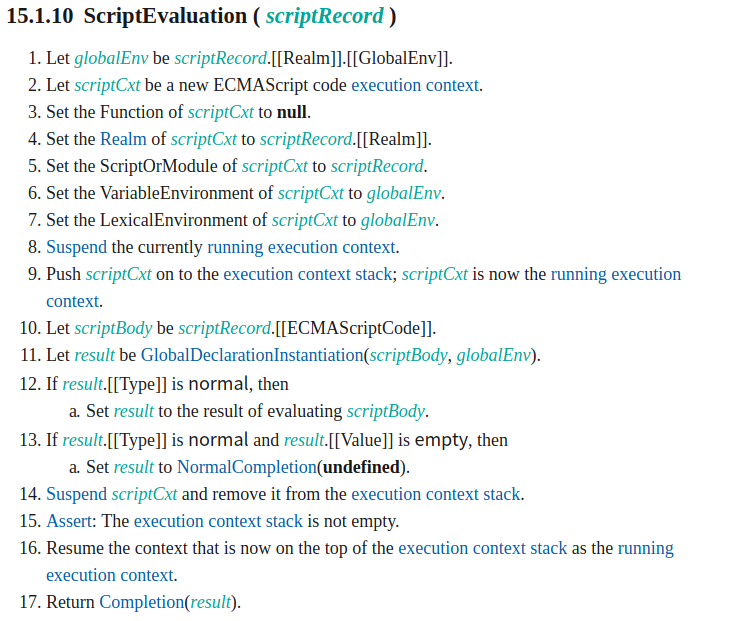 15.1.10 ScriptEvaluation ( scriptRecord )
1. Let globalEnv be scriptRecord.[[Realm]].[[GlobalEnv]].
2. Let scriptCxt be a new ECMAScript code execution context.
3. Set the Function of scriptCxt to null.
4. Set the Realm of scriptCxt to scriptRecord.[[Realm]].
5. Set the ScriptOrModule of scriptCxt to scriptRecord.
6. Set the VariableEnvironment of scriptCxt to globalEnv.
7. Set the LexicalEnvironment of scriptCxt to globalEnv.
8. Suspend the currently running execution context.
9. Push scriptCxt on to the execution context stack; scriptCxt is now the running execution
context.
10. Let scriptBody be scriptRecord.[[ECMAScriptCode]].
11. Let result be GlobalDeclarationInstantiation(scriptBody, globalEnv).
12. If result.[[Type]] is normal, then
a. Set result to the result of evaluating scriptBody.
13. If result.[[Type]] is normal and result.[[Value]] is empty, then
a. Set result to NormalCompletion(undefined).
14. Suspend scriptCxt and remove it from the execution context stack.
15. Assert: The execution context stack is not empty.
16. Resume the context that is now on the top of the execution context stack as the running
execution context.
17. Return Completion(result).